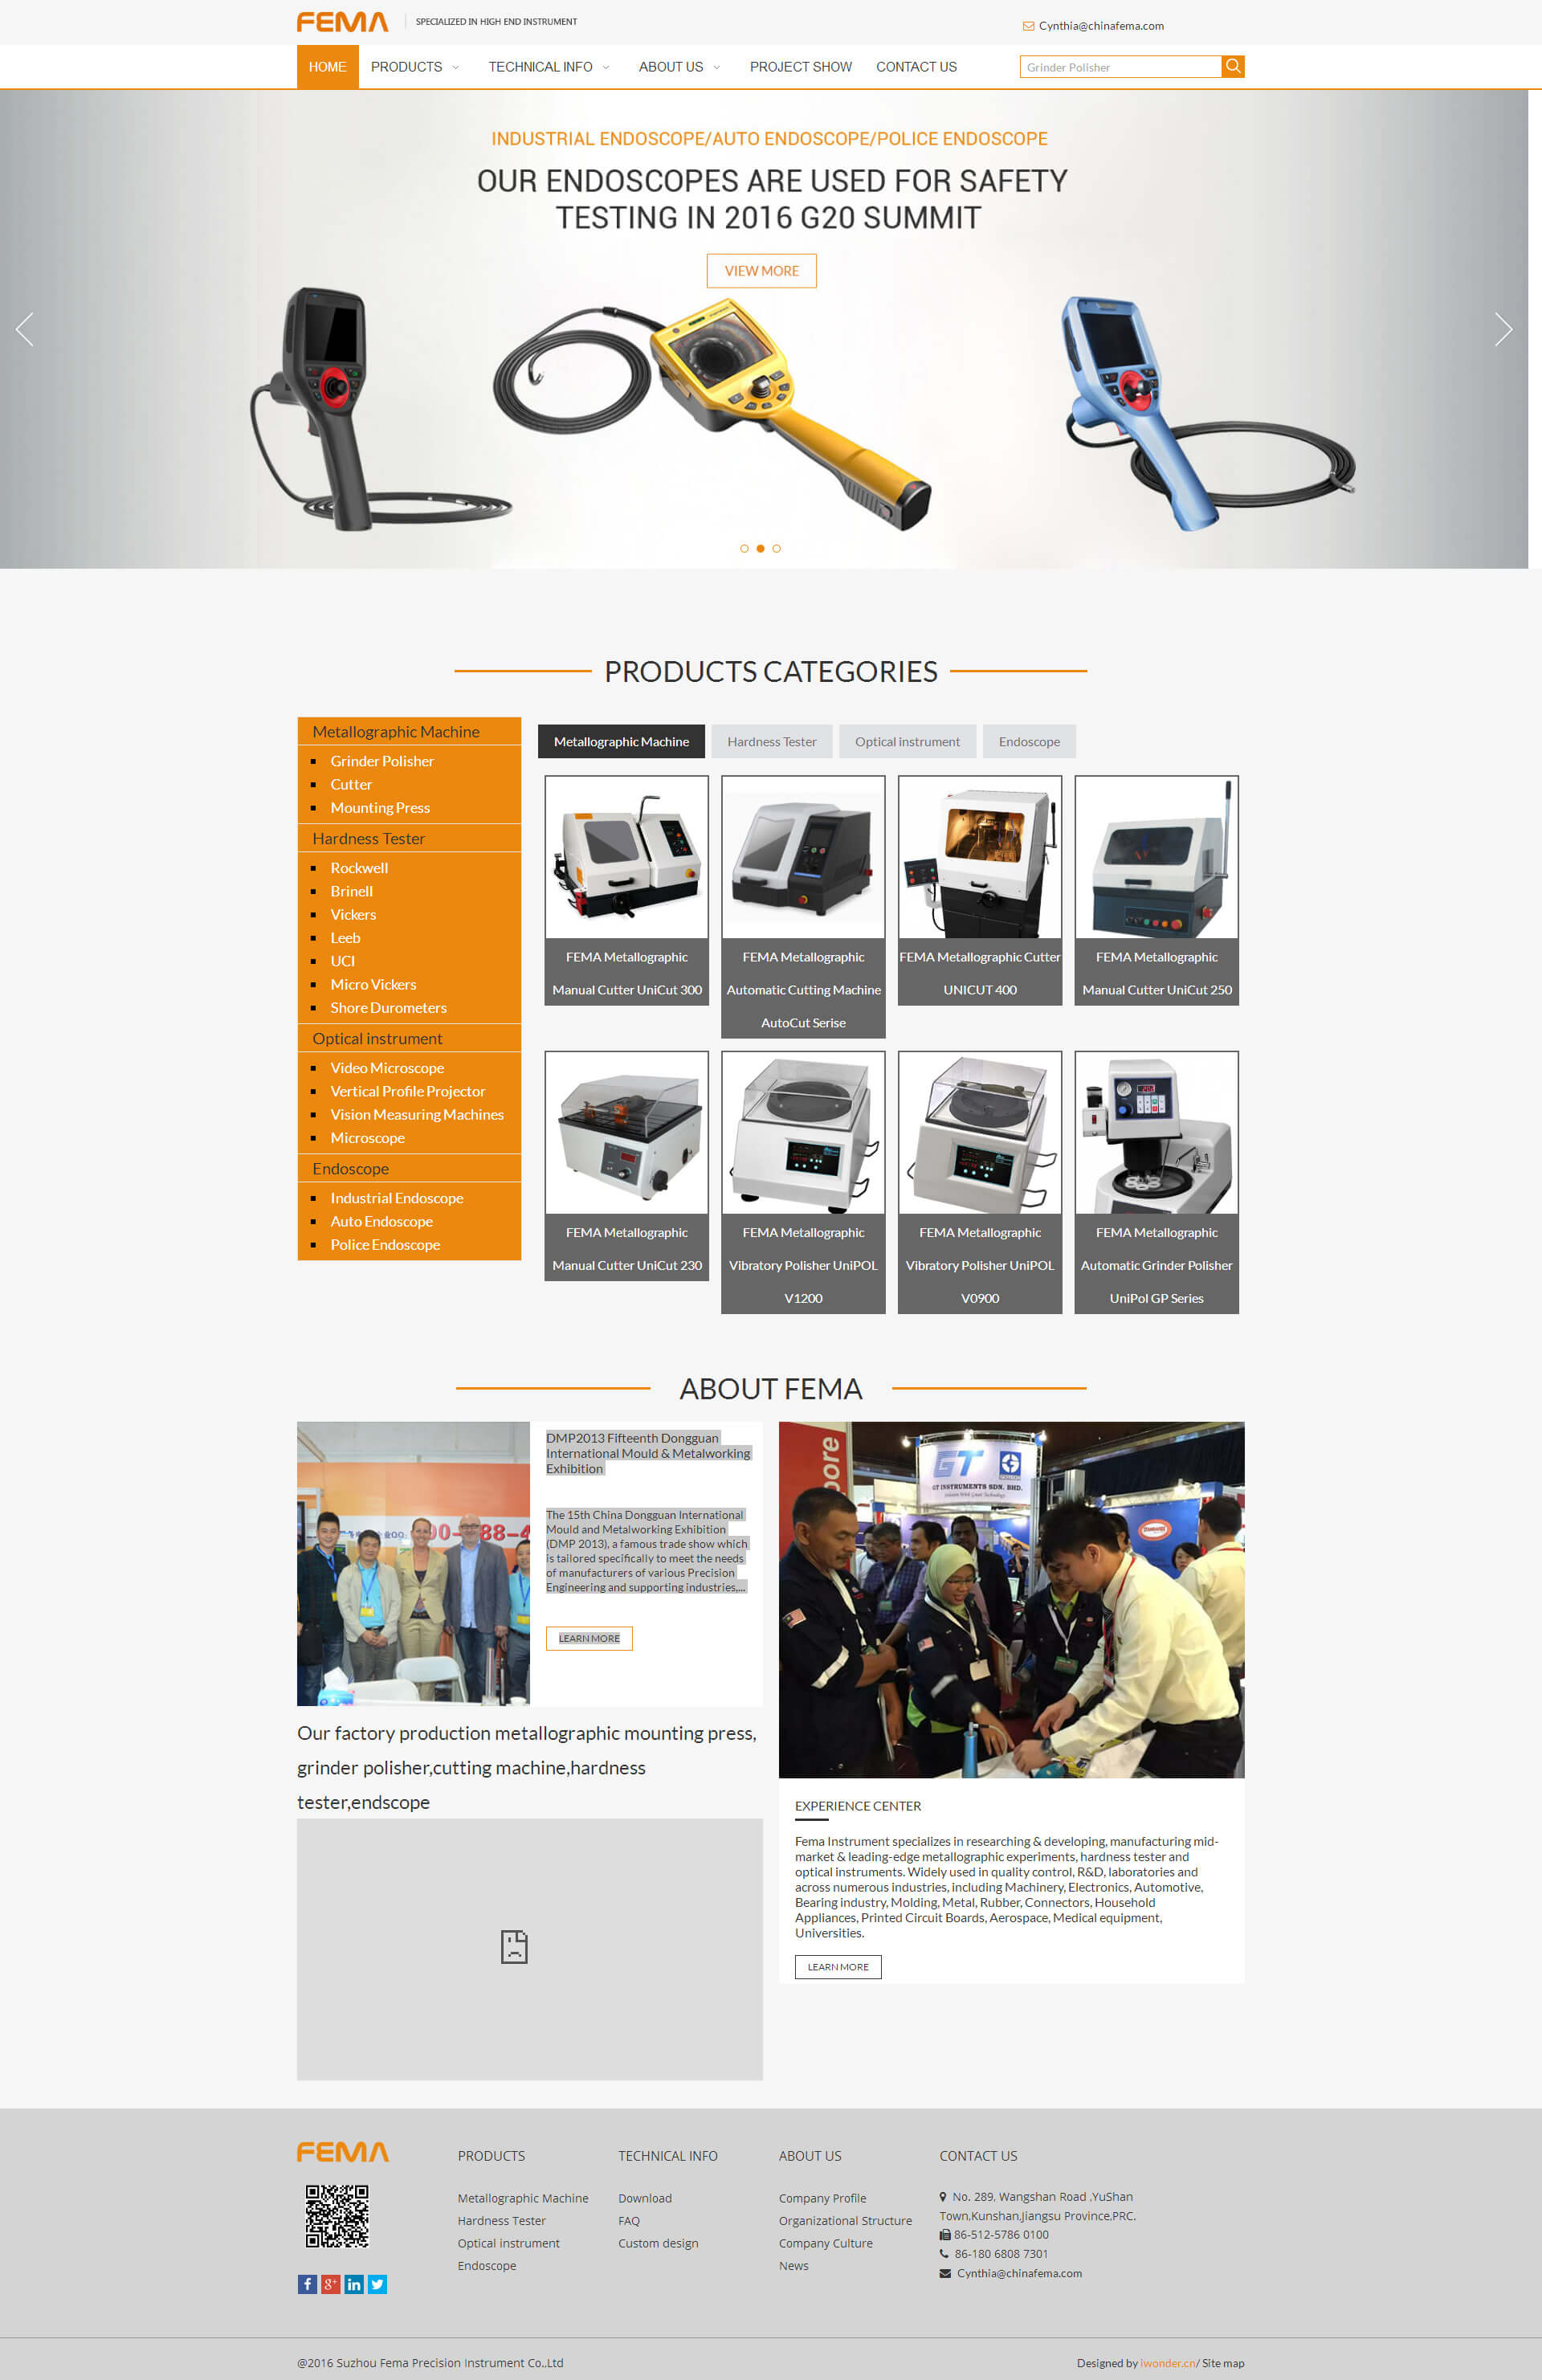 FEMA
SPECIALIZED IN HIGH END INSTRUMENT
Cynthia@chinafema.com
HOME
PRODUCTS
TECHNICAL INFO
ABOUT US
PROJECT SHOW
CONTACT US
Grinder Polisher
INDUSTRIAL ENDOSCOPE/AUTO ENDOSCOPE/POLICE ENDOSCOPE
OUR ENDOSCOPES ARE USED FOR SAFETY
TESTING IN 2016 G20 SUMMIT
VIEW MORE
PRODUCTS CATEGORIES
Metallographic Machine
Grinder Polisher
Cutter
Mounting Press
Hardness Tester
Rockwell
Brinell
Vickers
Leeb
UCI
Micro Vickers
Shore Durometers
Optical instrument
Video Microscope
Vertical Profile Projector
Vision Measuring Machines
Microscope
Endoscope
Industrial Endoscope
Auto Endoscope
Police Endoscope
Metallographic Machine
Hardness Tester
Optical instrument
Endoscope
FEMA Metallographic
Manual Cutter UniCut 300
FEMA Metallographic
Automatic Cutting Machine
AutoCut Serise
FEMA Metallographic Cutter
UNICUT 400
FEMA Metallographic
Manual Cutter UniCut 250
FEMA Metallographic
Manual Cutter UniCut 230
FEMA Metallographic
Vibratory Polisher UniPOL
V1200
FEMA Metallographic
Vibratory Polisher UniPOL
V0900
FEMA Metallographic
Automatic Grinder Polisher
UniPol GP Series
ABOUT FEMA
DMP2013 Fifteenth Dongguan
International Mould & Metalworking
Exhibition
The 15th China Dongguan International
Mould and Metalworking Exhibition
(DMP 2013), a famous trade show which
is tailored specifically to meet the needs
of manufacturers of various Precision
Engineering and supporting industries,...
LEARN MORE
Our factory production metallographic mounting press,
grinder polisher,cutting machine,hardness
tester,endscope
pore
GT
GT INSTRUMENTS SDN. BHD.
EXPERIENCE CENTER
Fema Instrument specializes in researching & developing, manufacturing mid-
market & leading-edge metallographic experiments, hardness tester and
optical instruments. Widely used in quality control, R&D, laboratories and
across numerous industries, including Machinery, Electronics, Automotive,
Bearing industry, Molding, Metal, Rubber, Connectors, Household
Appliances, Printed Circuit Boards, Aerospace, Medical equipment,
Universities.
LEARN MORE
FEMA
PRODUCTS
Metallographic Machine
Hardness Tester
Optical instrument
Endoscope
TECHNICAL INFO
Download
FAQ
Custom design
ABOUT US
Company Profile
Organizational Structure
Company Culture
News
CONTACT US
No. 289, Wangshan Road ,YuShan
Town,Kunshan,Jiangsu Province,PRC.
86-512-5786 0100
86-180 6808 7301
Cynthia@chinafema.com
@2016 Suzhou Fema Precision Instrument Co.,Ltd
Designed by iwonder.cn/ Site map